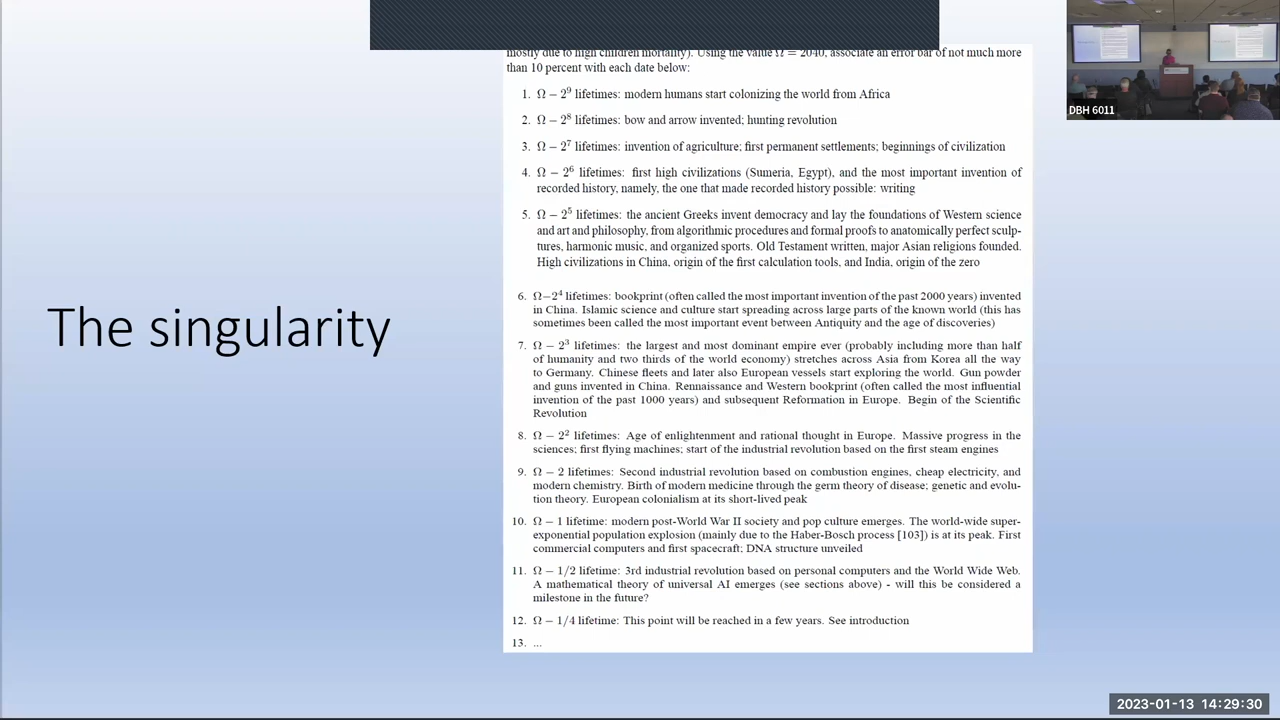 The singularity
mostly due to high children mortality). Using the value Ω = 2040, associate an error bar of not much more
than 10 percent with each date below:
1. Ω − 2⁹ lifetimes: modern humans start colonizing the world from Africa
2. Ω − 2⁸ lifetimes: bow and arrow invented; hunting revolution
3. Ω − 2⁷ lifetimes: invention of agriculture; first permanent settlements; beginnings of civilization
4. Ω − 2⁶ lifetimes: first high civilizations (Sumeria, Egypt), and the most important invention of
recorded history, namely, the one that made recorded history possible: writing
5. Ω − 2⁵ lifetimes: the ancient Greeks invent democracy and lay the foundations of Western science
and art and philosophy, from algorithmic procedures and formal proofs to anatomically perfect sculp-
tures, harmonic music, and organized sports. Old Testament written, major Asian religions founded.
High civilizations in China, origin of the first calculation tools, and India, origin of the zero
6. Ω−2⁴ lifetimes: bookprint (often called the most important invention of the past 2000 years) invented
in China. Islamic science and culture start spreading across large parts of the known world (this has
sometimes been called the most important event between Antiquity and the age of discoveries)
7. Ω − 2³ lifetimes: the largest and most dominant empire ever (probably including more than half
of humanity and two thirds of the world economy) stretches across Asia from Korea all the way
to Germany. Chinese fleets and later also European vessels start exploring the world. Gun powder
and guns invented in China. Rennaissance and Western bookprint (often called the most influential
invention of the past 1000 years) and subsequent Reformation in Europe. Begin of the Scientific
Revolution
8. Ω − 2² lifetimes: Age of enlightenment and rational thought in Europe. Massive progress in the
sciences; first flying machines; start of the industrial revolution based on the first steam engines
9. Ω − 2 lifetimes: Second industrial revolution based on combustion engines, cheap electricity, and
modern chemistry. Birth of modern medicine through the germ theory of disease; genetic and evolu-
tion theory. European colonialism at its short-lived peak
10. Ω − 1 lifetime: modern post-World War II society and pop culture emerges. The world-wide super-
exponential population explosion (mainly due to the Haber-Bosch process [103]) is at its peak. First
commercial computers and first spacecraft; DNA structure unveiled
11. Ω − 1/2 lifetime: 3rd industrial revolution based on personal computers and the World Wide Web.
A mathematical theory of universal AI emerges (see sections above) - will this be considered a
milestone in the future?
12. Ω − 1/4 lifetime: This point will be reached in a few years. See introduction
13. ...
DBH 6011
2023-01-13 14:29:30